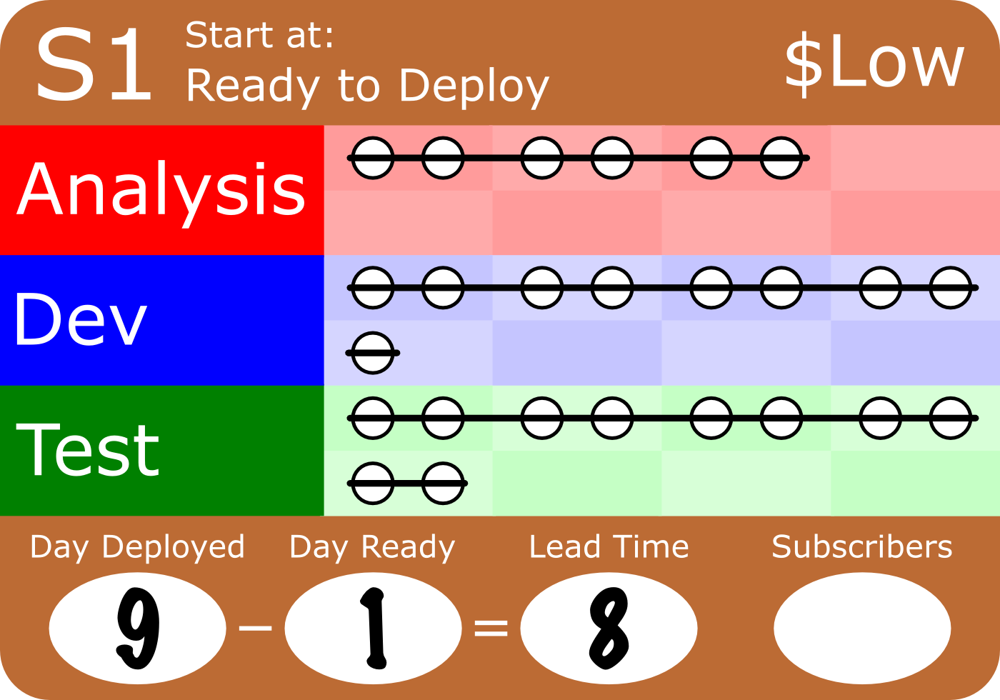 S1
Start at:
Ready to Deploy
$Low
Analysis
Dev
Test
Day Deployed
Day Ready
Lead Time
Subscribers
9 – 1 = 8